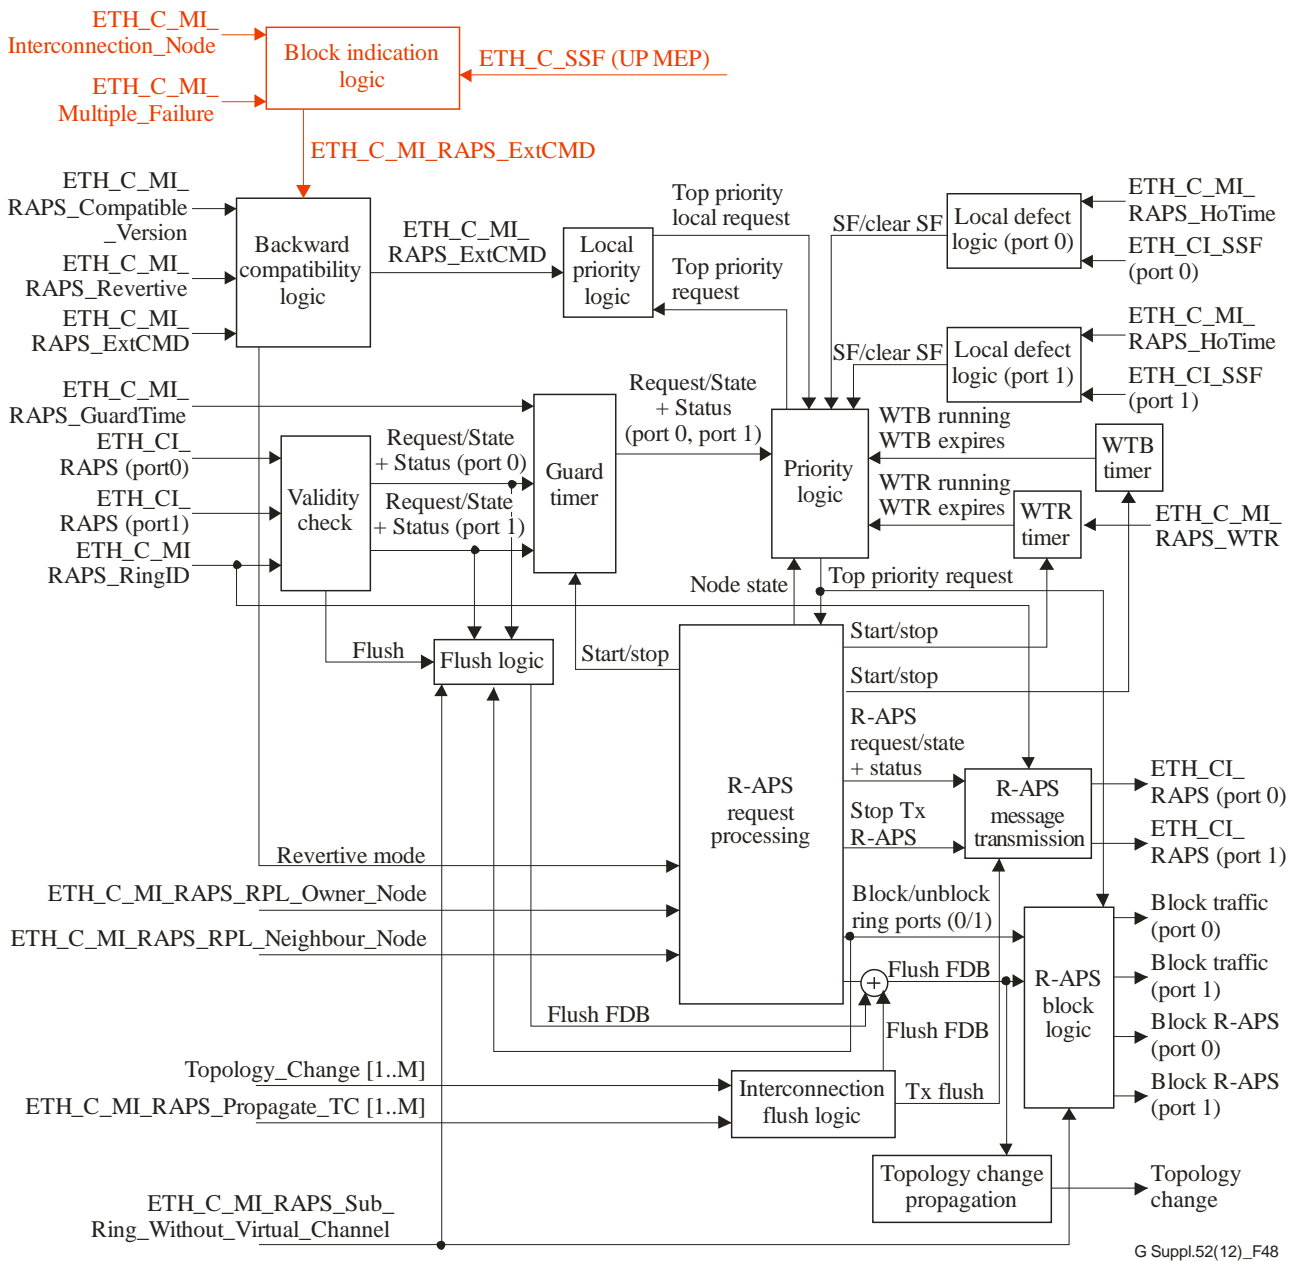 ETH_C_MI_
Interconnection_Node
Block indication
logic
ETH_C_SSF (UP MEP)
ETH_C_MI_
Multiple_Failure
ETH_C_MI_RAPS_ExtCMD
ETH_C_MI_
RAPS_Compatible
_Version
ETH_C_MI_
RAPS_Revertive
ETH_C_MI_
RAPS_ExtCMD
Backward
compatibility
logic
ETH_C_MI_
RAPS_ExtCMD
Local
priority
logic
Top priority
local request
Top priority
request
SF/clear SF
Local defect
logic (port 0)
ETH_C_MI_
RAPS_HoTime
ETH_CI_SSF
(port 0)
SF/clear SF
Local defect
logic (port 1)
ETH_C_MI_
RAPS_HoTime
ETH_CI_SSF
(port 1)
ETH_C_MI_
RAPS_GuardTime
ETH_CI_
RAPS (port0)
ETH_CI_
RAPS (port1)
ETH_C_MI
RAPS_RingID
Validity
check
Request/State
+ Status (port 0)
Request/State
+ Status (port 1)
Guard
timer
Request/State
+ Status
(port 0, port 1)
Priority
logic
WTB running
WTB expires
WTR running
WTR expires
WTB
timer
WTR
timer
ETH_C_MI_
RAPS_WTR
Node state
Top priority request
Flush
Flush logic
Start/stop
Start/stop
Start/stop
R-APS
request/state
+ status
R-APS
request
processing
Stop Tx
R-APS
R-APS
message
transmission
ETH_CI_
RAPS (port 0)
ETH_CI_
RAPS (port 1)
Revertive mode
ETH_C_MI_RAPS_RPL_Owner_Node
ETH_C_MI_RAPS_RPL_Neighbour_Node
Block/unblock
ring ports (0/1)
Flush FDB
+
Flush FDB
Flush FDB
R-APS
block
logic
Block traffic
(port 0)
Block traffic
(port 1)
Block R-APS
(port 0)
Block R-APS
(port 1)
Topology_Change [1..M]
ETH_C_MI_RAPS_Propagate_TC [1..M]
Interconnection
flush logic
Tx flush
Topology change
propagation
Topology
change
ETH_C_MI_RAPS_Sub_
Ring_Without_Virtual_Channel
G Suppl.52(12)_F48